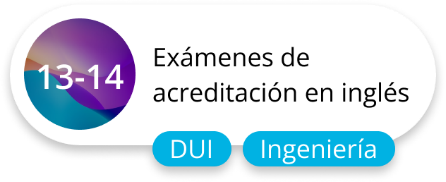 13-14
Exámenes de
acreditación en inglés
DUI
Ingeniería